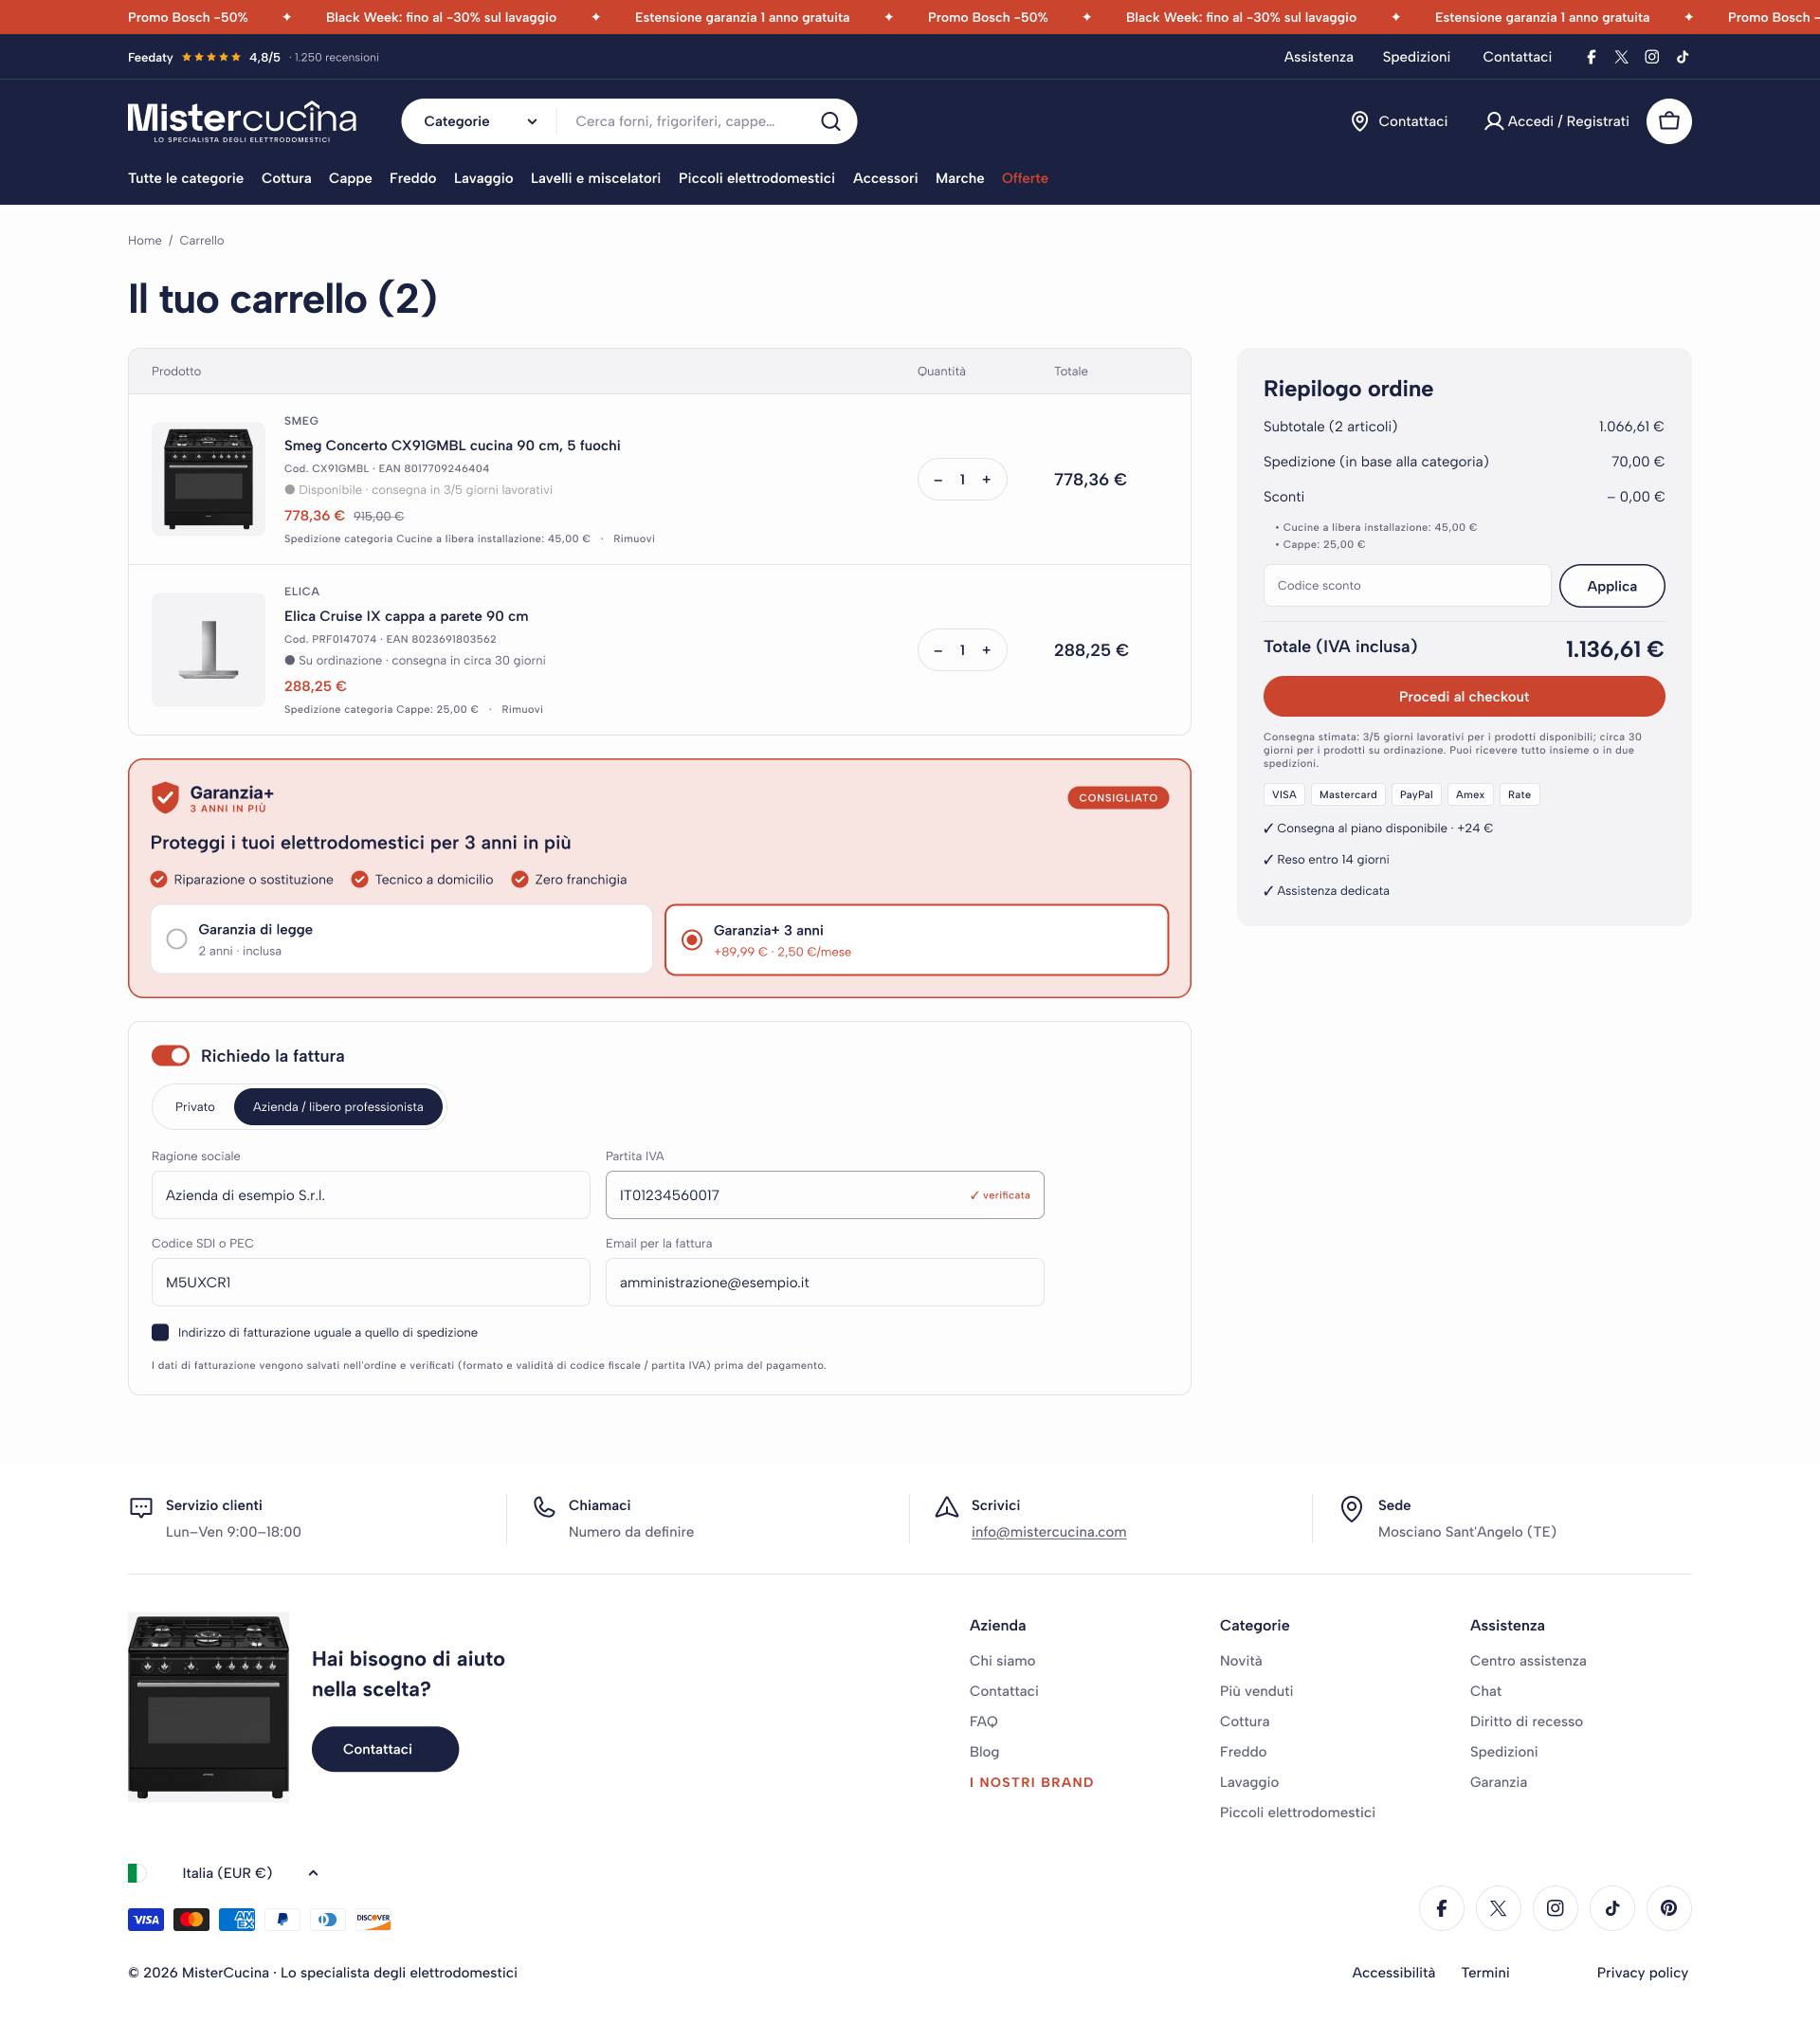 Promo Bosch -50% ✦ Black Week: fino al -30% sul lavaggio ✦ Estensione garanzia 1 anno gratuita ✦ Promo Bosch -50% ✦ Black Week: fino al -30% sul lavaggio ✦ Estensione garanzia 1 anno gratuita ✦ Promo Bosch -
Feedaty ★★★★★ 4,8/5 · 1.250 recensioni
Assistenza Spedizioni Contattaci
Mistercucina
LO SPECIALISTA DEGLI ELETTRODOMESTICI
Categorie
Cerca forni, frigoriferi, cappe...
Contattaci
Accedi / Registrati
Tutte le categorie Cottura Cappe Freddo Lavaggio Lavelli e miscelatori Piccoli elettrodomestici Accessori Marche Offerte
Home / Carrello
Il tuo carrello (2)
Prodotto Quantità Totale
SMEG
Smeg Concerto CX91GMBL cucina 90 cm, 5 fuochi
Cod. CX91GMBL · EAN 8017709246404
Disponibile · consegna in 3/5 giorni lavorativi
778,36 € 915,00 €
Spedizione categoria Cucine a libera installazione: 45,00 € · Rimuovi
– 1 +
778,36 €
ELICA
Elica Cruise IX cappa a parete 90 cm
Cod. PRF0147074 · EAN 8023691803562
Su ordinazione · consegna in circa 30 giorni
288,25 €
Spedizione categoria Cappe: 25,00 € · Rimuovi
– 1 +
288,25 €
Riepilogo ordine
Subtotale (2 articoli) 1.066,61 €
Spedizione (in base alla categoria) 70,00 €
Sconti – 0,00 €
• Cucine a libera installazione: 45,00 €
• Cappe: 25,00 €
Codice sconto
Applica
Totale (IVA inclusa) 1.136,61 €
Procedi al checkout
Consegna stimata: 3/5 giorni lavorativi per i prodotti disponibili; circa 30
giorni per i prodotti su ordinazione. Puoi ricevere tutto insieme o in due
spedizioni.
VISA Mastercard PayPal Amex Rate
✓ Consegna al piano disponibile · +24 €
✓ Reso entro 14 giorni
✓ Assistenza dedicata
Garanzia+
3 ANNI IN PIÙ
CONSIGLIATO
Proteggi i tuoi elettrodomestici per 3 anni in più
Riparazione o sostituzione Tecnico a domicilio Zero franchigia
Garanzia di legge
2 anni · inclusa
Garanzia+ 3 anni
+89,99 € · 2,50 €/mese
Richiedo la fattura
Privato Azienda / libero professionista
Ragione sociale
Azienda di esempio S.r.l.
Partita IVA
IT01234560017 ✓ verificata
Codice SDI o PEC
M5UXCR1
Email per la fattura
amministrazione@esempio.it
Indirizzo di fatturazione uguale a quello di spedizione
I dati di fatturazione vengono salvati nell'ordine e verificati (formato e validità di codice fiscale / partita IVA) prima del pagamento.
Servizio clienti
Lun–Ven 9:00–18:00
Chiamaci
Numero da definire
Scrivici
info@mistercucina.com
Sede
Mosciano Sant'Angelo (TE)
Hai bisogno di aiuto
nella scelta?
Contattaci
Azienda
Chi siamo
Contattaci
FAQ
Blog
I NOSTRI BRAND
Categorie
Novità
Più venduti
Cottura
Freddo
Lavaggio
Piccoli elettrodomestici
Assistenza
Centro assistenza
Chat
Diritto di recesso
Spedizioni
Garanzia
Italia (EUR €)
VISA AMEX DISCOVER
© 2026 MisterCucina · Lo specialista degli elettrodomestici
Accessibilità Termini Privacy policy